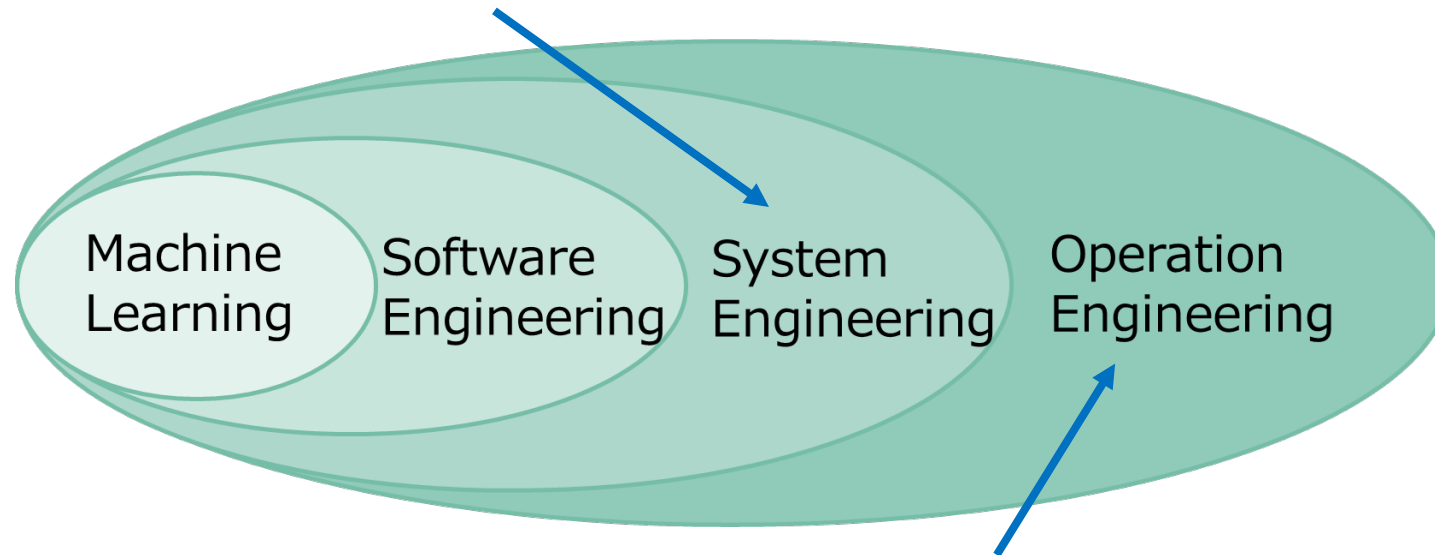 Machine
Learning
Software
Engineering
System
Engineering
Operation
Engineering